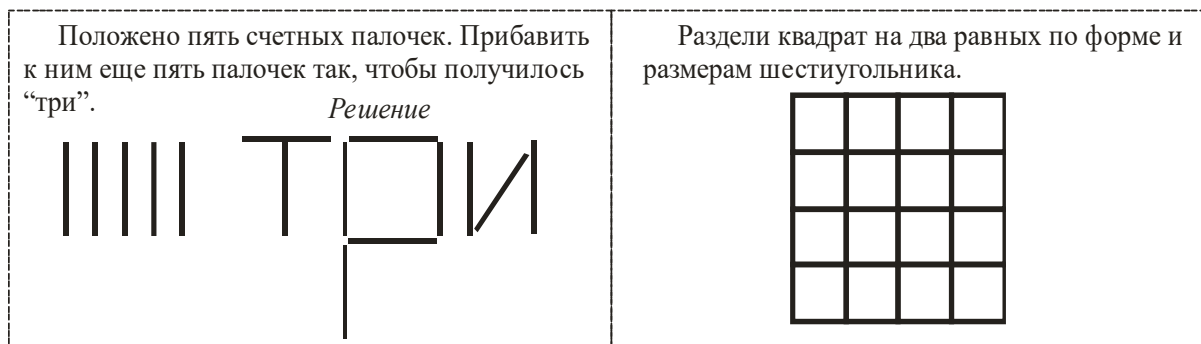 Положено пять счетных палочек. Прибавить
к ним еще пять палочек так, чтобы получилось
“три”.
Решение
ТРИ
Раздели квадрат на два равных по форме и
размерам шестиугольника.